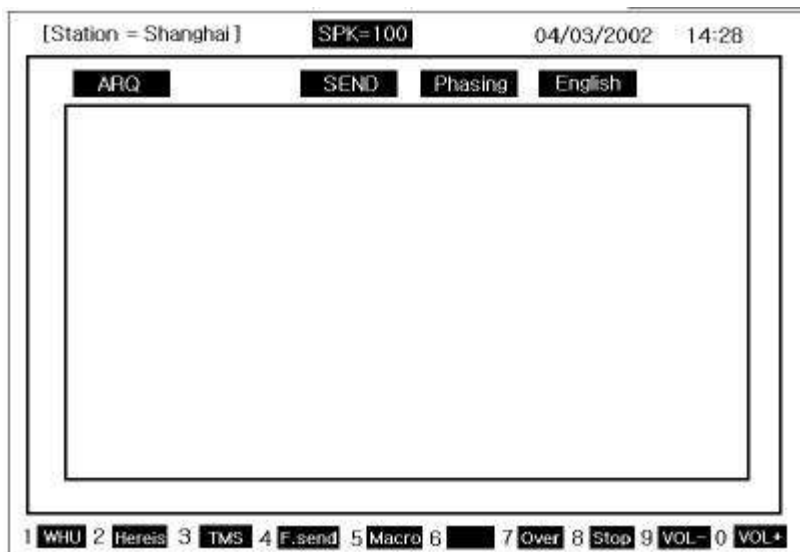 [Station = Shanghai] SPK=100 04/03/2002 14:28
ARQ SEND Phasing English
1 WHU 2 Hereis 3 TMS 4 F.send 5 Macro 6 7 Over 8 Stop 9 VOL- 0 VOL+